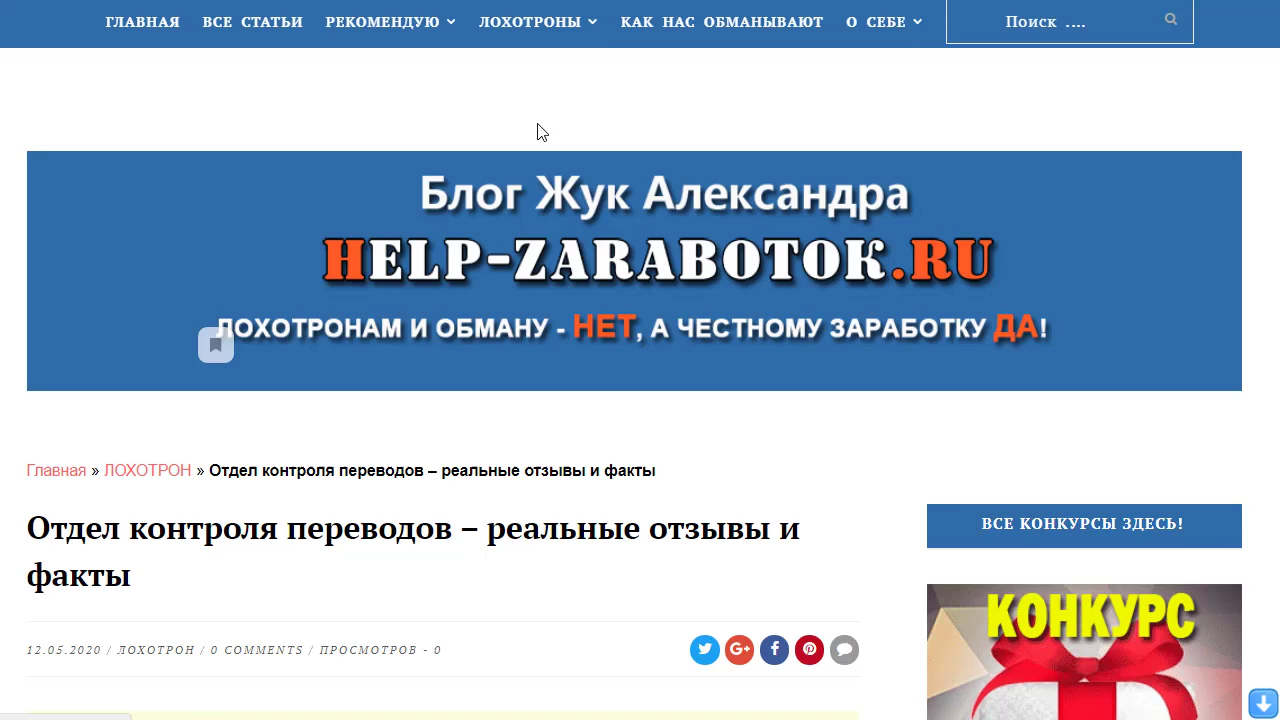 ГЛАВНАЯ ВСЕ СТАТЬИ РЕКОМЕНДУЮ ЛОХОТРОНЫ КАК НАС ОБМАНЫВАЮТ О СЕБЕ Поиск ....
Блог Жук Александра
HELP-ZARABOTOK.RU
ЛОХОТРОНАМ И ОБМАНУ - НЕТ, А ЧЕСТНОМУ ЗАРАБОТКУ ДА!
Главная » ЛОХОТРОН » Отдел контроля переводов – реальные отзывы и факты
Отдел контроля переводов – реальные отзывы и
факты
12.05.2020 / ЛОХОТРОН / 0 COMMENTS / ПРОСМОТРОВ - 0
ВСЕ КОНКУРСЫ ЗДЕСЬ!
КОНКУРС